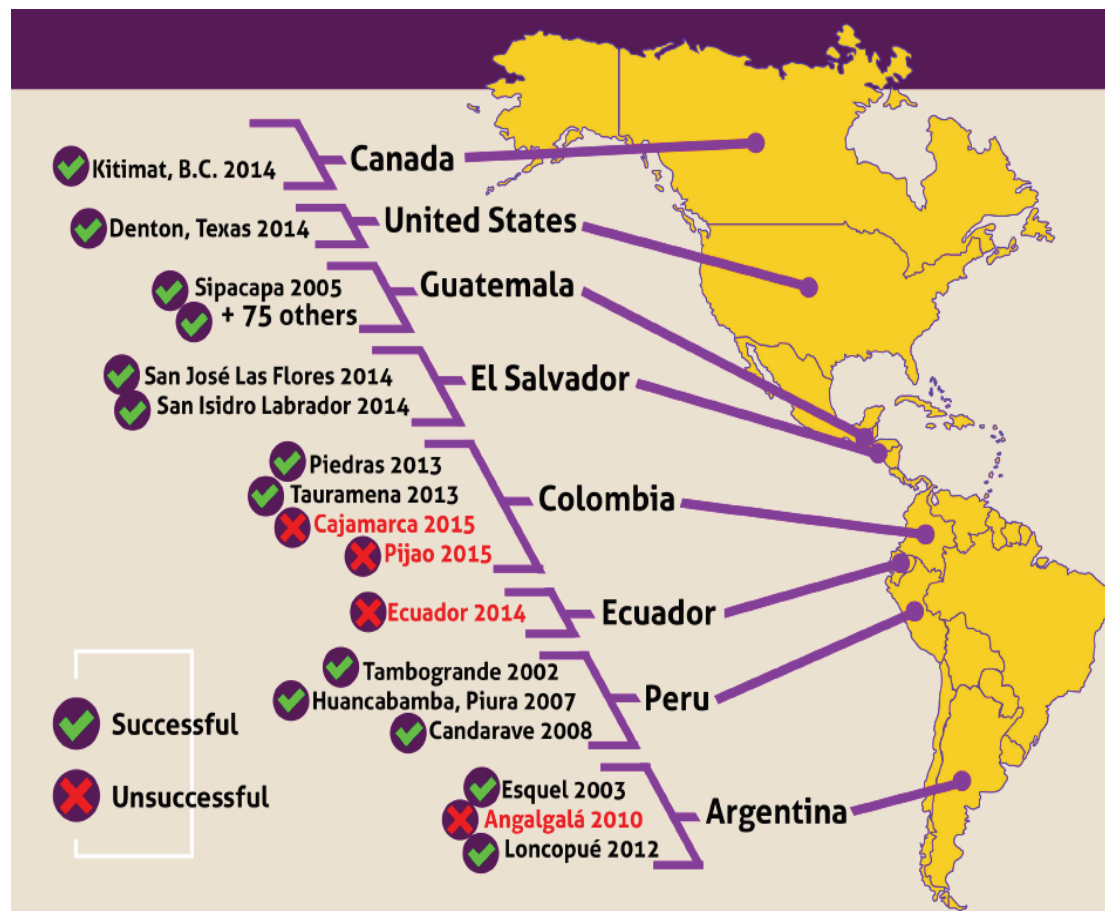 Canada
Kitimat, B.C. 2014
United States
Denton, Texas 2014
Guatemala
Sipacapa 2005
+ 75 others
El Salvador
San José Las Flores 2014
San Isidro Labrador 2014
Colombia
Piedras 2013
Tauramena 2013
Cajamarca 2015
Pijao 2015
Ecuador
Ecuador 2014
Peru
Tambogrande 2002
Huancabamba, Piura 2007
Candarave 2008
Argentina
Esquel 2003
Angalgalá 2010
Loncopué 2012
Successful
Unsuccessful